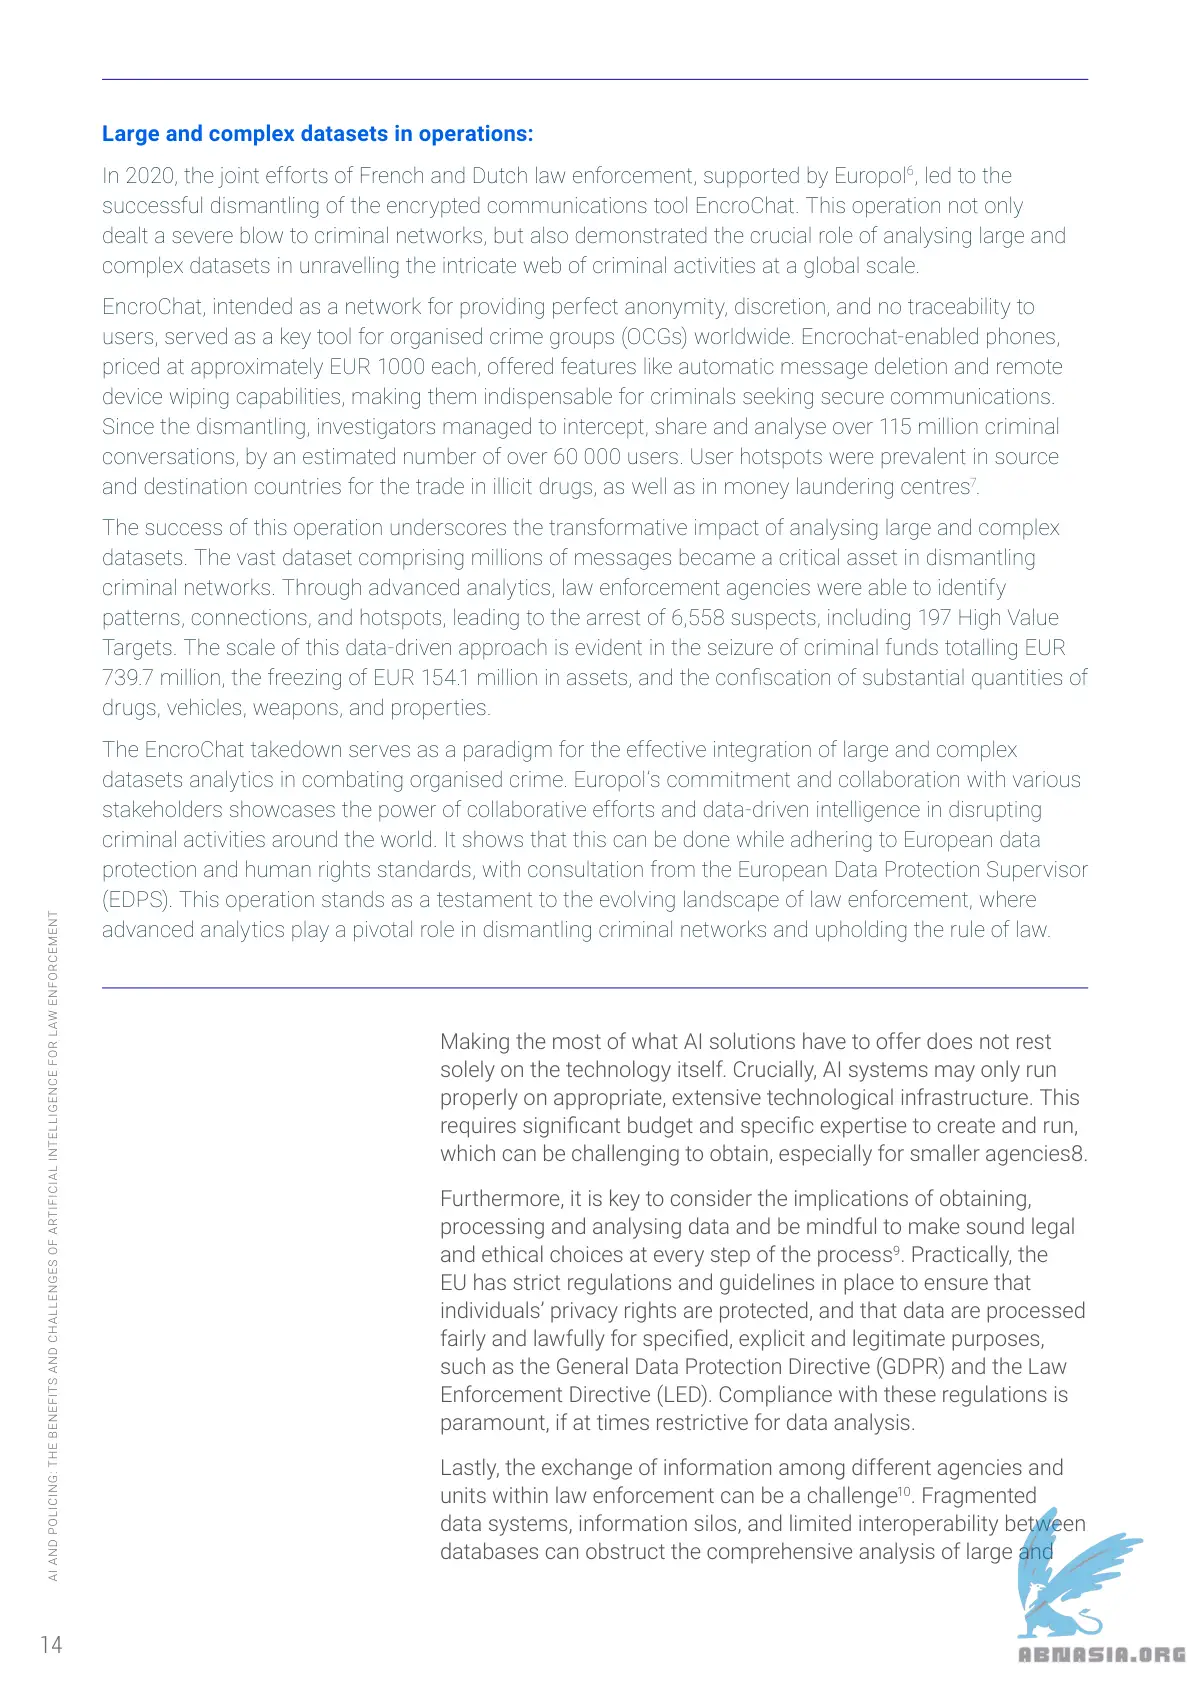 Large and complex datasets in operations:
In 2020, the joint efforts of French and Dutch law enforcement, supported by Europol⁶, led to the
successful dismantling of the encrypted communications tool EncroChat. This operation not only
dealt a severe blow to criminal networks, but also demonstrated the crucial role of analysing large and
complex datasets in unravelling the intricate web of criminal activities at a global scale.
EncroChat, intended as a network for providing perfect anonymity, discretion, and no traceability to
users, served as a key tool for organised crime groups (OCGs) worldwide. Encrochat-enabled phones,
priced at approximately EUR 1000 each, offered features like automatic message deletion and remote
device wiping capabilities, making them indispensable for criminals seeking secure communications.
Since the dismantling, investigators managed to intercept, share and analyse over 115 million criminal
conversations, by an estimated number of over 60 000 users. User hotspots were prevalent in source
and destination countries for the trade in illicit drugs, as well as in money laundering centres⁷.
The success of this operation underscores the transformative impact of analysing large and complex
datasets. The vast dataset comprising millions of messages became a critical asset in dismantling
criminal networks. Through advanced analytics, law enforcement agencies were able to identify
patterns, connections, and hotspots, leading to the arrest of 6,558 suspects, including 197 High Value
Targets. The scale of this data-driven approach is evident in the seizure of criminal funds totalling EUR
739.7 million, the freezing of EUR 154.1 million in assets, and the confiscation of substantial quantities of
drugs, vehicles, weapons, and properties.
The EncroChat takedown serves as a paradigm for the effective integration of large and complex
datasets analytics in combating organised crime. Europol's commitment and collaboration with various
stakeholders showcases the power of collaborative efforts and data-driven intelligence in disrupting
criminal activities around the world. It shows that this can be done while adhering to European data
protection and human rights standards, with consultation from the European Data Protection Supervisor
(EDPS). This operation stands as a testament to the evolving landscape of law enforcement, where
advanced analytics play a pivotal role in dismantling criminal networks and upholding the rule of law.
Making the most of what AI solutions have to offer does not rest
solely on the technology itself. Crucially, AI systems may only run
properly on appropriate, extensive technological infrastructure. This
requires significant budget and specific expertise to create and run,
which can be challenging to obtain, especially for smaller agencies8.
Furthermore, it is key to consider the implications of obtaining,
processing and analysing data and be mindful to make sound legal
and ethical choices at every step of the process⁹. Practically, the
EU has strict regulations and guidelines in place to ensure that
individuals' privacy rights are protected, and that data are processed
fairly and lawfully for specified, explicit and legitimate purposes,
such as the General Data Protection Directive (GDPR) and the Law
Enforcement Directive (LED). Compliance with these regulations is
paramount, if at times restrictive for data analysis.
Lastly, the exchange of information among different agencies and
units within law enforcement can be a challenge¹⁰. Fragmented
data systems, information silos, and limited interoperability between
databases can obstruct the comprehensive analysis of large and
AI AND POLICING: THE BENEFITS AND CHALLENGES OF ARTIFICIAL INTELLIGENCE FOR LAW ENFORCEMENT
14
ABNASIA.ORG